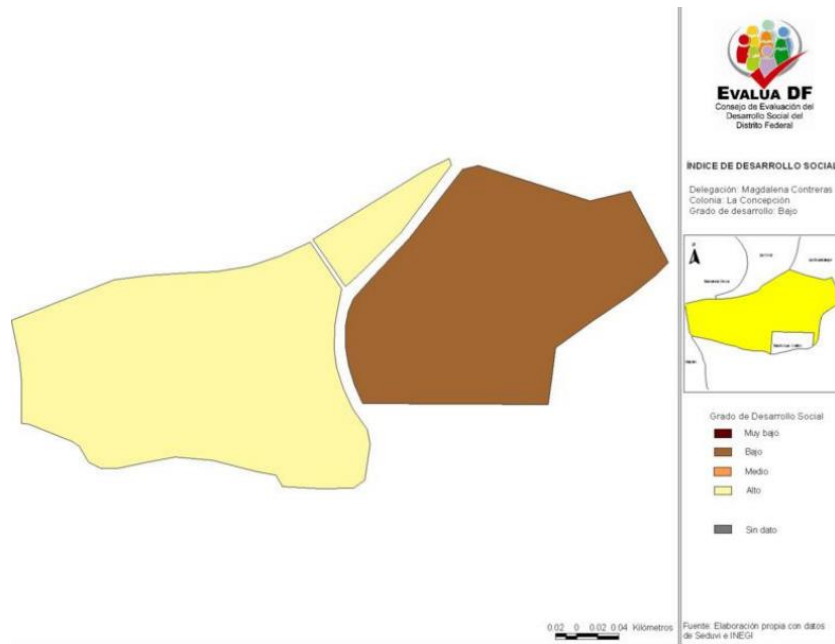 EVALUA DF
Consejo de Evaluación del
Desarrollo Social del
Distrito Federal
ÍNDICE DE DESARROLLO SOCIAL
Delegación: Magdalena Contreras
Colonia: La Concepción
Grado de desarrollo: Bajo
Grado de Desarrollo Social
Muy bajo
Bajo
Medio
Alto
Sin dato
0.02 0 0.02 0.04 Kilómetros
Fuente: Elaboración propia con datos
de Seduvi e INEGI